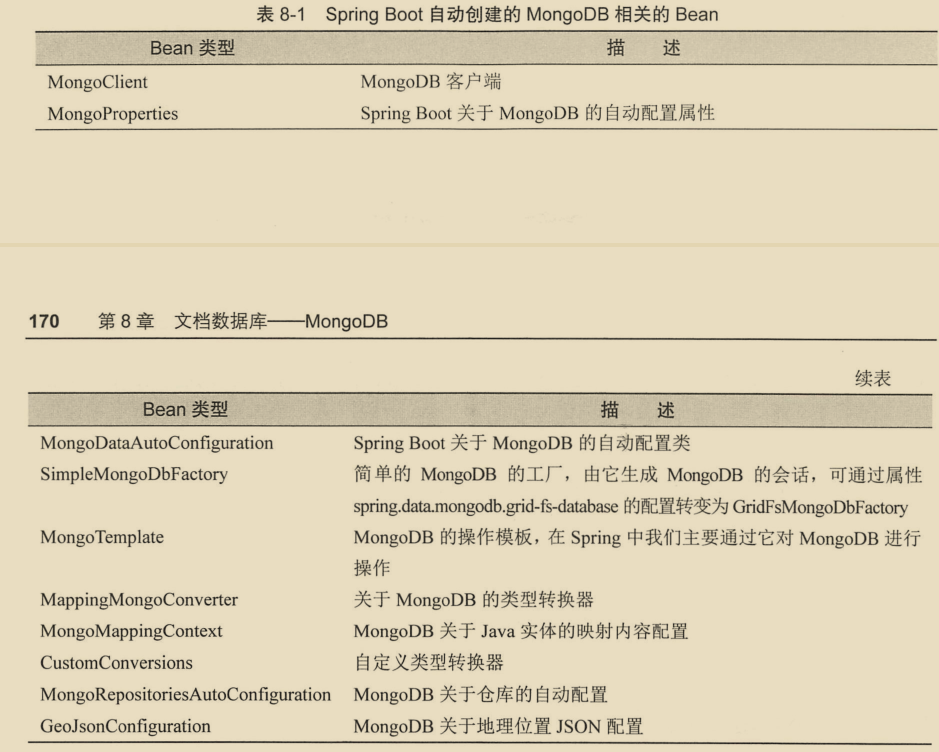 表 8-1 Spring Boot 自动创建的 MongoDB 相关的 Bean
Bean 类型 描 述
MongoClient MongoDB 客户端
MongoProperties Spring Boot 关于 MongoDB 的自动配置属性
170 第 8 章 文档数据库——MongoDB
续表
Bean 类型 描 述
MongoDataAutoConfiguration Spring Boot 关于 MongoDB 的自动配置类
SimpleMongoDbFactory 简单的 MongoDB 的工厂，由它生成 MongoDB 的会话，可通过属性
spring.data.mongodb.grid-fs-database 的配置转变为 GridFsMongoDbFactory
MongoTemplate MongoDB 的操作模板，在 Spring 中我们主要通过它对 MongoDB 进行
操作
MappingMongoConverter 关于 MongoDB 的类型转换器
MongoMappingContext MongoDB 关于 Java 实体的映射内容配置
CustomConversions 自定义类型转换器
MongoRepositoriesAutoConfiguration MongoDB 关于仓库的自动配置
GeoJsonConfiguration MongoDB 关于地理位置 JSON 配置